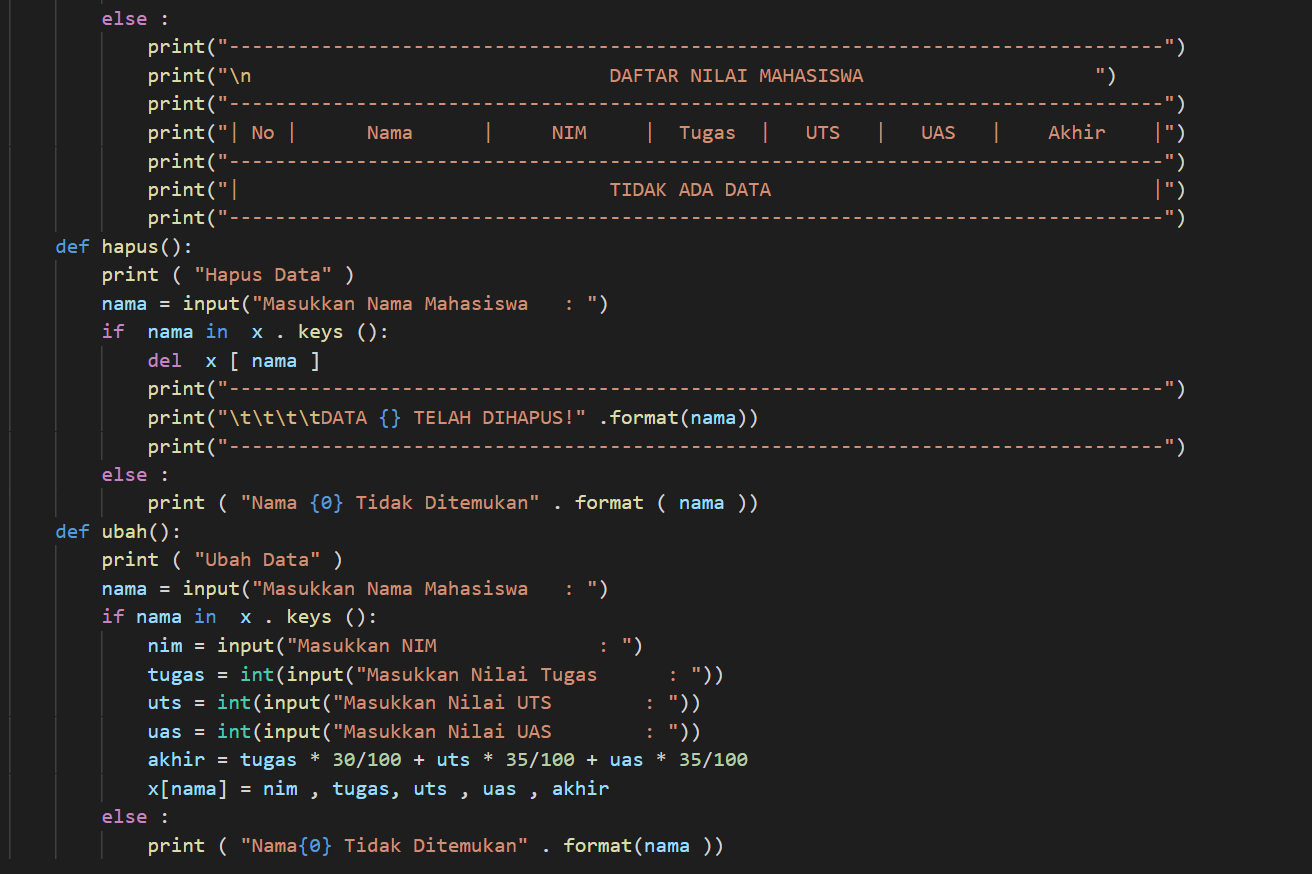 else :
print("---------------------------------------------------------------------------------")
print("\n                               DAFTAR NILAI MAHASISWA                    ")
print("---------------------------------------------------------------------------------")
print("| No |      Nama      |     NIM     |  Tugas  |   UTS   |   UAS   |    Akhir    |")
print("---------------------------------------------------------------------------------")
print("|                                TIDAK ADA DATA                                 |")
print("---------------------------------------------------------------------------------")
def hapus():
print ( "Hapus Data" )
nama = input("Masukkan Nama Mahasiswa   : ")
if  nama in  x . keys ():
del  x [ nama ]
print("---------------------------------------------------------------------------------")
print("\t\t\t\tDATA {} TELAH DIHAPUS!" .format(nama))
print("---------------------------------------------------------------------------------")
else :
print ( "Nama {0} Tidak Ditemukan" . format ( nama ))
def ubah():
print ( "Ubah Data" )
nama = input("Masukkan Nama Mahasiswa   : ")
if nama in  x . keys ():
nim = input("Masukkan NIM              : ")
tugas = int(input("Masukkan Nilai Tugas      : "))
uts = int(input("Masukkan Nilai UTS        : "))
uas = int(input("Masukkan Nilai UAS        : "))
akhir = tugas * 30/100 + uts * 35/100 + uas * 35/100
x[nama] = nim , tugas, uts , uas , akhir
else :
print ( "Nama{0} Tidak Ditemukan" . format(nama ))